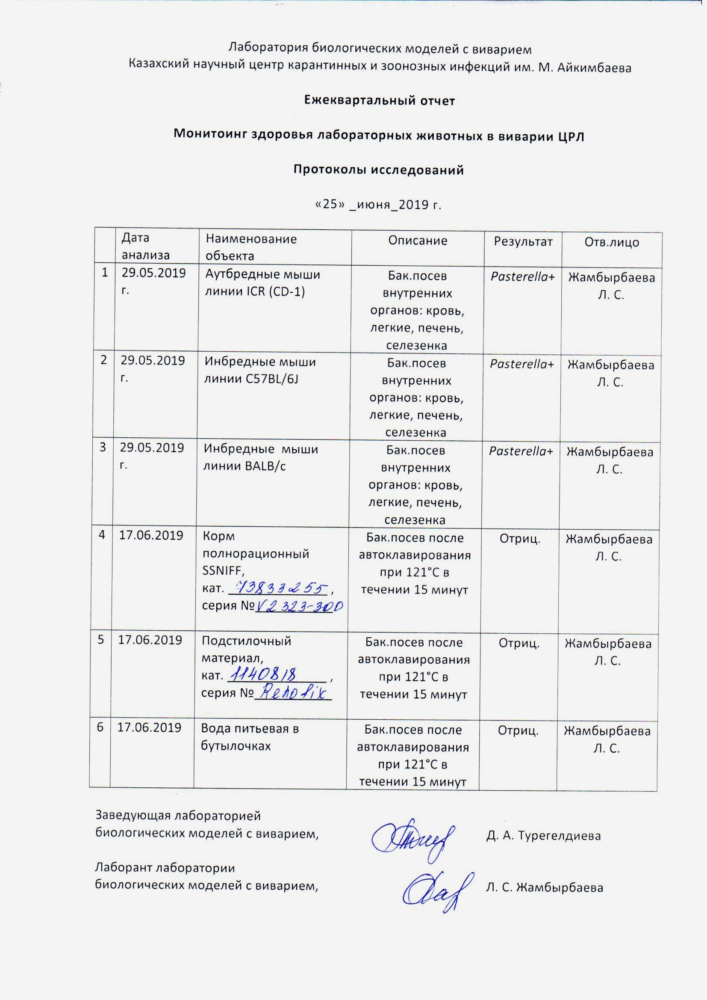 Лаборатория биологических моделей с виварием
Казахский научный центр карантинных и зоонозных инфекций им. М. Айкимбаева
Ежеквартальный отчет
Монитоинг здоровья лабораторных животных в виварии ЦРЛ
Протоколы исследований
«25» _июня_2019 г.
Дата анализа Наименование объекта Описание Результат Отв.лицо
1 29.05.2019 Аутбредные мыши Бак.посев Pasterella+ Жамбырбаева
г. линии ICR (CD-1) внутренних Л. С.
органов: кровь,
легкие, печень,
селезенка
2 29.05.2019 Инбредные мыши Бак.посев Pasterella+ Жамбырбаева
г. линии C57BL/6J внутренних Л. С.
органов: кровь,
легкие, печень,
селезенка
3 29.05.2019 Инбредные мыши Бак.посев Pasterella+ Жамбырбаева
г. линии BALB/c внутренних Л. С.
органов: кровь,
легкие, печень,
селезенка
4 17.06.2019 Корм Бак.посев после Отриц. Жамбырбаева
полнорационный автоклавирования Л. С.
SSNIFF, при 121°С в
кат. 73833255, течении 15 минут
серия № V2323-300
5 17.06.2019 Подстилочный Бак.посев после Отриц. Жамбырбаева
материал, автоклавирования Л. С.
кат. 1140818, при 121°С в
серия № Rehofix течении 15 минут
6 17.06.2019 Вода питьевая в Бак.посев после Отриц. Жамбырбаева
бутылочках автоклавирования Л. С.
при 121°С в
течении 15 минут
Заведующая лабораторией
биологических моделей с виварием, Д. А. Турегелдиева
Лаборант лаборатории
биологических моделей с виварием, Л. С. Жамбырбаева